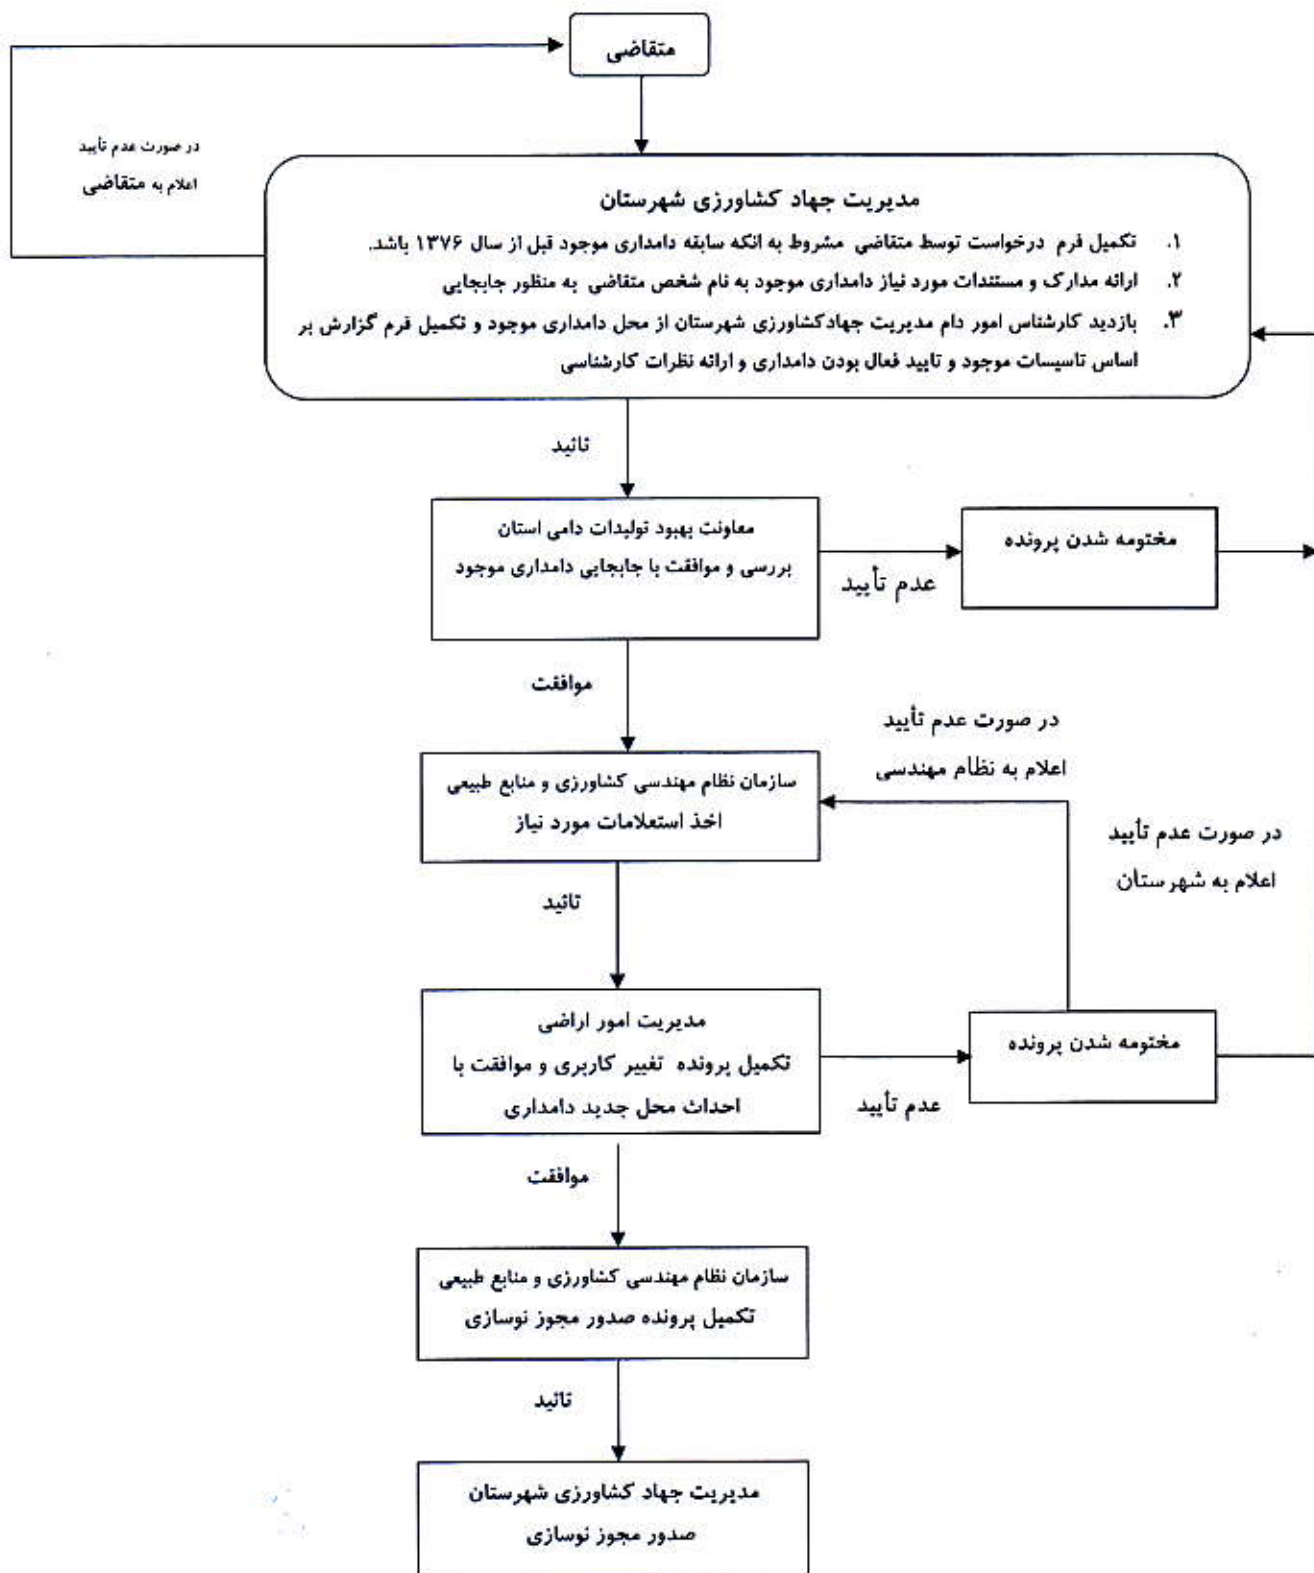 متقاضی
در صورت عدم تأیید
اعلام به متقاضی
مدیریت جهاد کشاورزی شهرستان
۱. تکمیل فرم درخواست توسط متقاضی مشروط به انکه سابقه دامداری موجود قبل از سال ۱۳۷۶ باشد.
۲. ارائه مدارک و مستندات مورد نیاز دامداری موجود به نام شخص متقاضی به منظور جابجایی
۳. بازدید کارشناس امور دام مدیریت جهادکشاورزی شهرستان از محل دامداری موجود و تکمیل فرم گزارش بر
اساس تاسیسات موجود و تایید فعال بودن دامداری و ارائه نظرات کارشناسی
تائید
معاونت بهبود تولیدات دامی استان
بررسی و موافقت با جابجایی دامداری موجود
عدم تأیید
مختومه شدن پرونده
موافقت
در صورت عدم تأیید
اعلام به نظام مهندسی
سازمان نظام مهندسی کشاورزی و منابع طبیعی
اخذ استعلامات مورد نیاز
در صورت عدم تأیید
اعلام به شهرستان
تائید
مدیریت امور اراضی
تکمیل پرونده تغییر کاربری و موافقت با
احداث محل جدید دامداری
عدم تأیید
مختومه شدن پرونده
موافقت
سازمان نظام مهندسی کشاورزی و منابع طبیعی
تکمیل پرونده صدور مجوز نوسازی
تائید
مدیریت جهاد کشاورزی شهرستان
صدور مجوز نوسازی